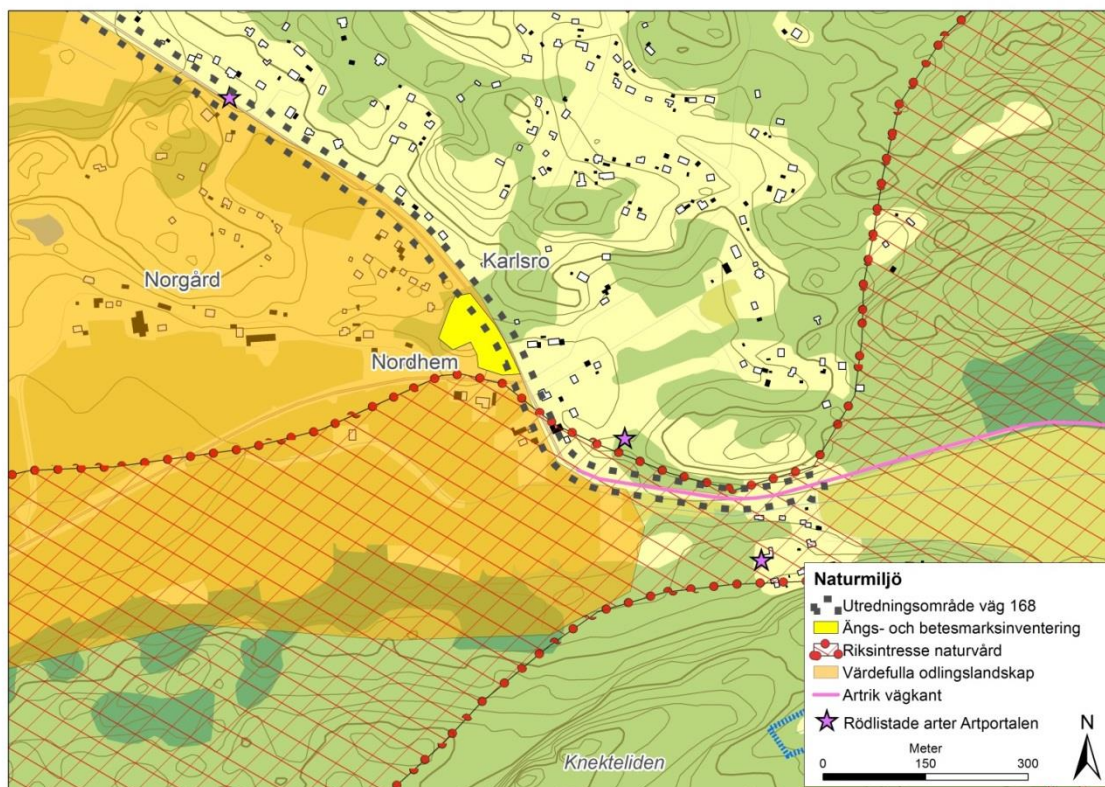 Karlsro
Norgård
Nordhem
Knekteliden
Naturmiljö
Utredningsområde väg 168
Ängs- och betesmarksinventering
Riksintresse naturvård
Värdefulla odlingslandskap
Artrik vägkant
Rödlistade arter Artportalen
N
Meter
0 150 300